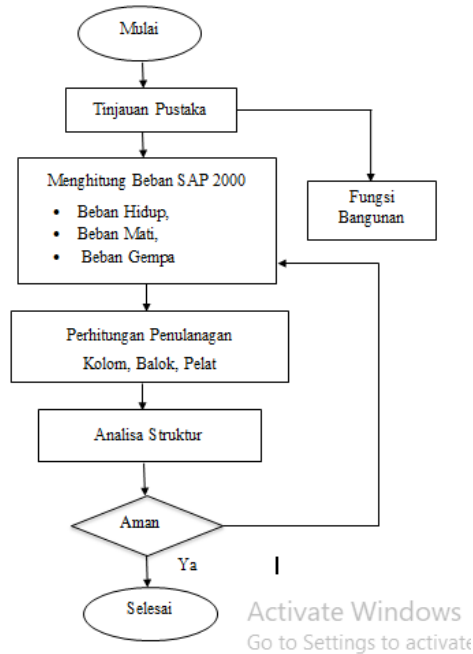 Mulai
Tinjauan Pustaka
Fungsi
Bangunan
Menghitung Beban SAP 2000
• Beban Hidup,
• Beban Mati,
• Beban Gempa
Perhitungan Penulanagan
Kolom, Balok, Pelat
Analisa Struktur
Aman
Ya
Selesai
Activate Windows
Go to Settings to activate